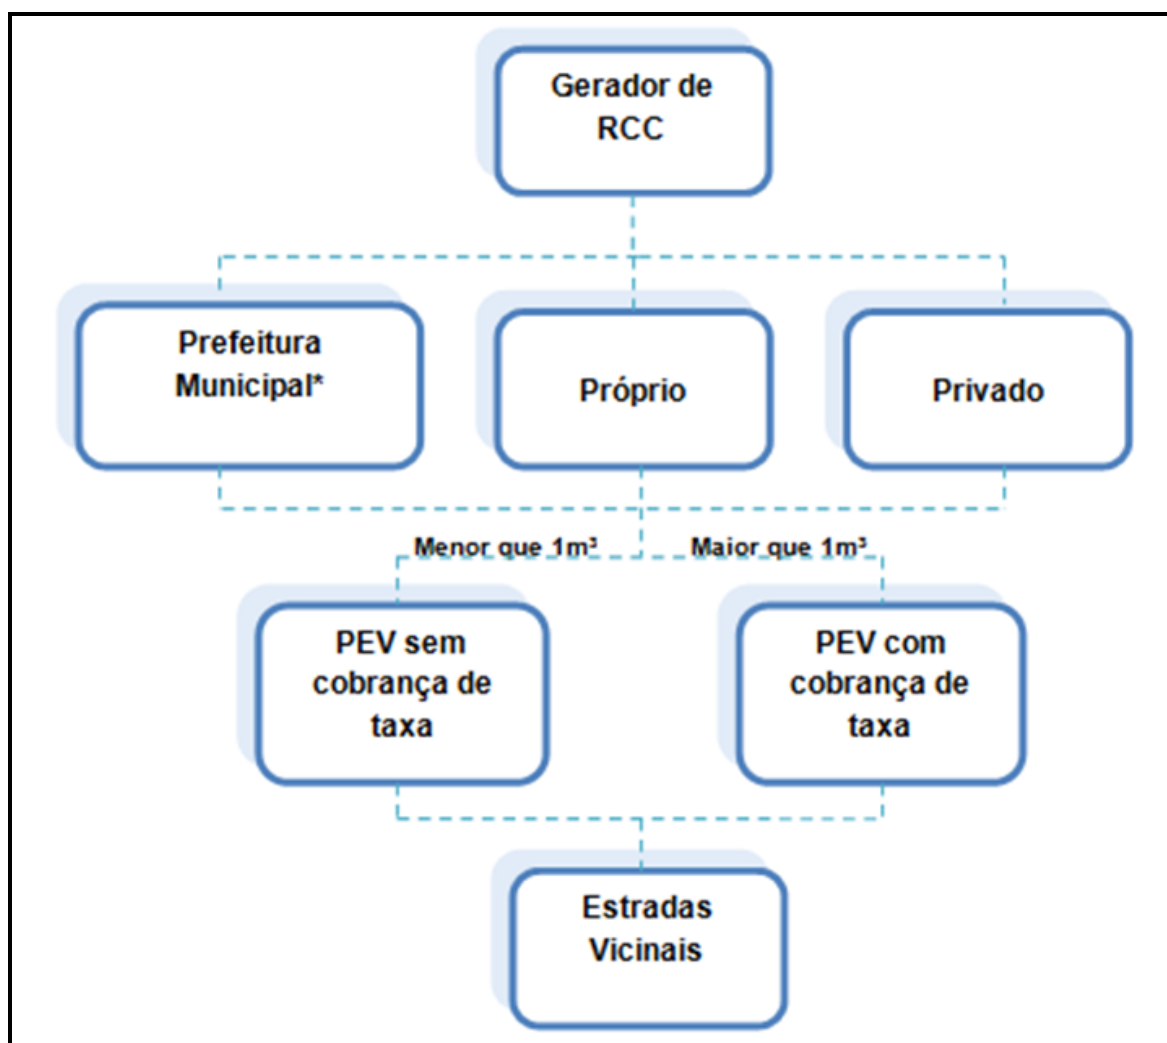 Gerador de
RCC
Prefeitura
Municipal*
Próprio
Privado
Menor que 1m³
Maior que 1m³
PEV sem
cobrança de
taxa
PEV com
cobrança de
taxa
Estradas
Vicinais